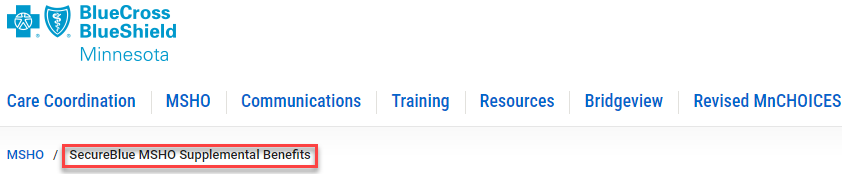 BlueCross
BlueShield
Minnesota
Care Coordination MSHO Communications Training Resources Bridgeview Revised MnCHOICES
MSHO / SecureBlue MSHO Supplemental Benefits